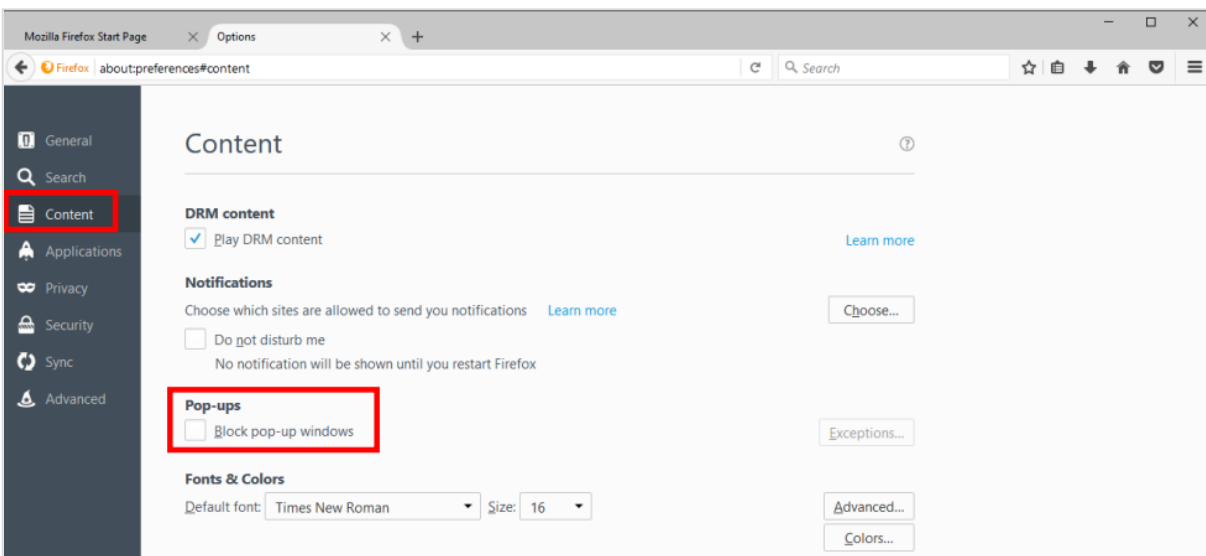 Mozilla Firefox Start Page
Options
Firefox about:preferences#content
Search
General
Search
Content
Applications
Privacy
Security
Sync
Advanced
Content
DRM content
Play DRM content Learn more
Notifications
Choose which sites are allowed to send you notifications Learn more Choose...
Do not disturb me
No notification will be shown until you restart Firefox
Pop-ups
Block pop-up windows Exceptions...
Fonts & Colors
Default font: Times New Roman Size: 16 Advanced...
Colors...